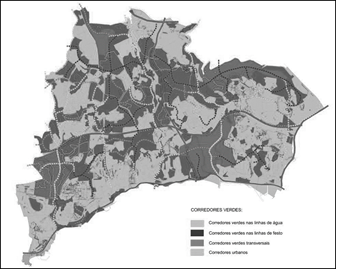 CORREDORES VERDES:
Corredores verdes nas linhas de água
Corredores verdes nas linhas de festo
Corredores verdes transversais
Corredores urbanos